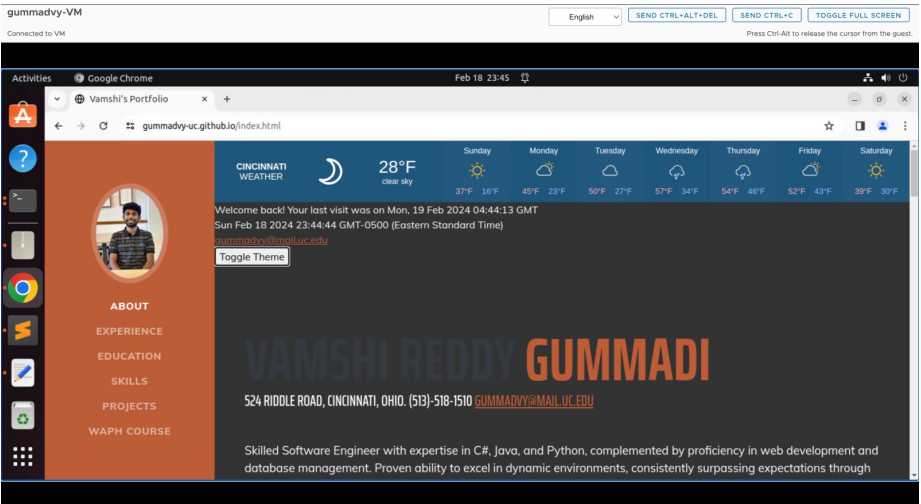 gummadvy-VM
English
SEND CTRL+ALT+DEL
SEND CTRL+C
TOGGLE FULL SCREEN
Connected to VM
Press Ctrl-Alt to release the cursor from the guest.
Activities
Google Chrome
Feb 18 23:45
Vamshi's Portfolio
gummadvy-uc.github.io/index.html
CINCINNATI
WEATHER
28°F
clear sky
Sunday
37°F 16°F
Monday
45°F 23°F
Tuesday
50°F 27°F
Wednesday
57°F 34°F
Thursday
54°F 46°F
Friday
52°F 43°F
Saturday
39°F 30°F
Welcome back! Your last visit was on Mon, 19 Feb 2024 04:44:13 GMT
Sun Feb 18 2024 23:44:44 GMT-0500 (Eastern Standard Time)
gummadvy@mail.uc.edu
Toggle Theme
ABOUT
EXPERIENCE
EDUCATION
SKILLS
PROJECTS
WAPH COURSE
VAMSHI REDDY GUMMADI
524 RIDDLE ROAD, CINCINNATI, OHIO. (513)-518-1510 GUMMADVY@MAIL.UC.EDU
Skilled Software Engineer with expertise in C#, Java, and Python, complemented by proficiency in web development and
database management. Proven ability to excel in dynamic environments, consistently surpassing expectations through